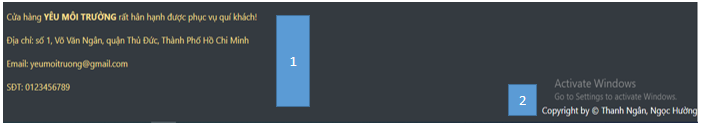 Cửa hàng YÊU MÔI TRƯỜNG rất hân hạnh được phục vụ quí khách!
Địa chỉ: số 1, Võ Văn Ngân, quận Thủ Đức, Thành Phố Hồ Chí Minh
Email: yeumoitruong@gmail.com
SĐT: 0123456789
1
2
Activate Windows
Go to Settings to activate Windows.
Copyright by © Thanh Ngân, Ngọc Hường